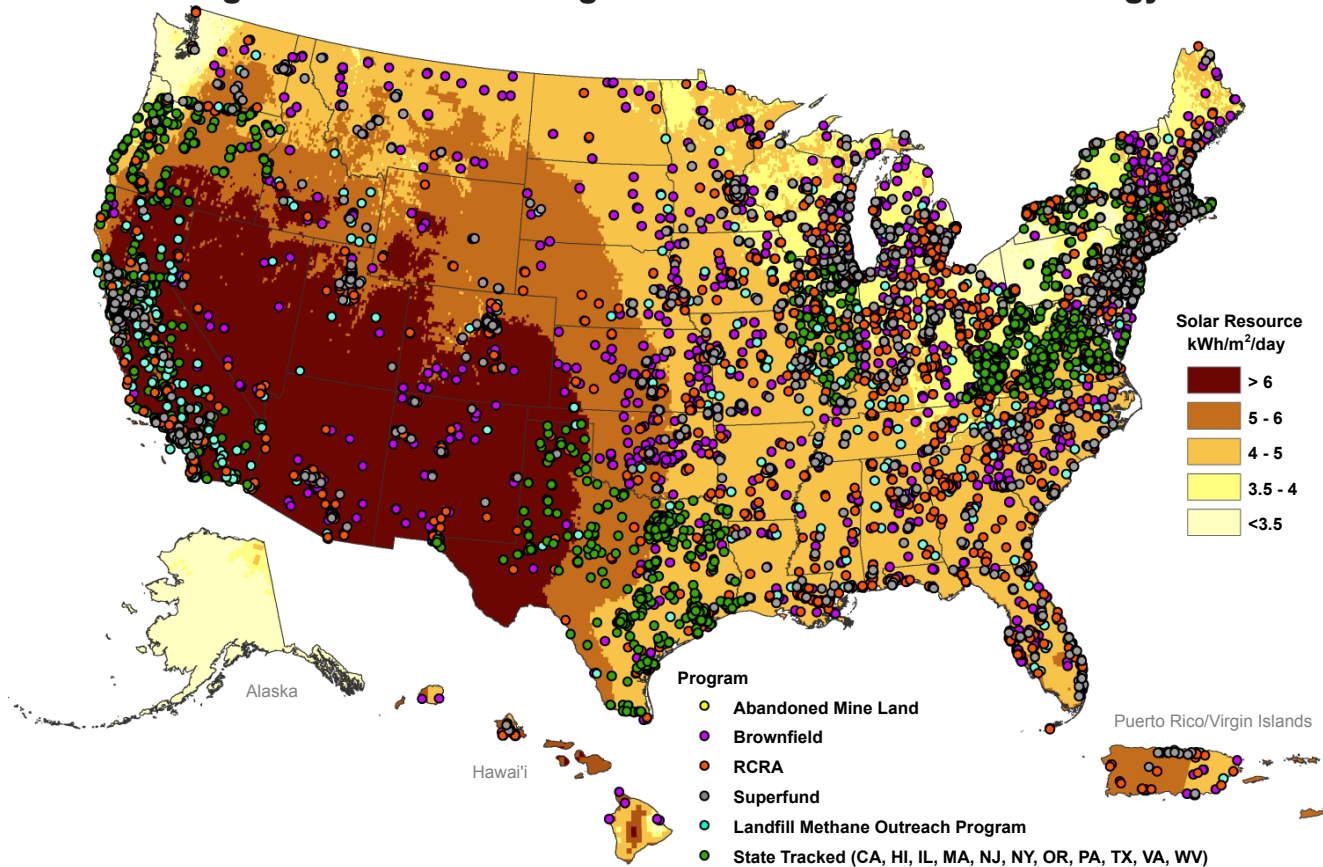 Solar Resource
kWh/m²/day
> 6
5 - 6
4 - 5
3.5 - 4
<3.5
Alaska
Hawai'i
Puerto Rico/Virgin Islands
Program
Abandoned Mine Land
Brownfield
RCRA
Superfund
Landfill Methane Outreach Program
State Tracked (CA, HI, IL, MA, NJ, NY, OR, PA, TX, VA, WV)